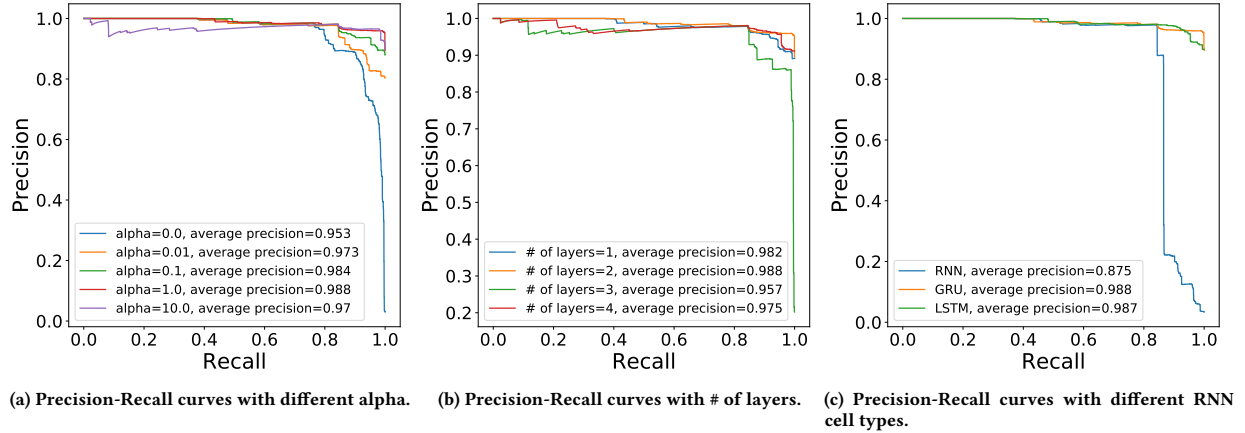 1.0
0.8
0.6
0.4
0.2
0.0
Precision
0.0 0.2 0.4 0.6 0.8 1.0
Recall
alpha=0.0, average precision=0.953
alpha=0.01, average precision=0.973
alpha=0.1, average precision=0.984
alpha=1.0, average precision=0.988
alpha=10.0, average precision=0.97
(a) Precision-Recall curves with different alpha.
1.0
0.9
0.8
0.7
0.6
0.5
0.4
0.3
0.2
Precision
0.0 0.2 0.4 0.6 0.8 1.0
Recall
# of layers=1, average precision=0.982
# of layers=2, average precision=0.988
# of layers=3, average precision=0.957
# of layers=4, average precision=0.975
(b) Precision-Recall curves with # of layers.
1.0
0.8
0.6
0.4
0.2
0.0
Precision
0.0 0.2 0.4 0.6 0.8 1.0
Recall
RNN, average precision=0.875
GRU, average precision=0.988
LSTM, average precision=0.987
(c) Precision-Recall curves with different RNN
cell types.